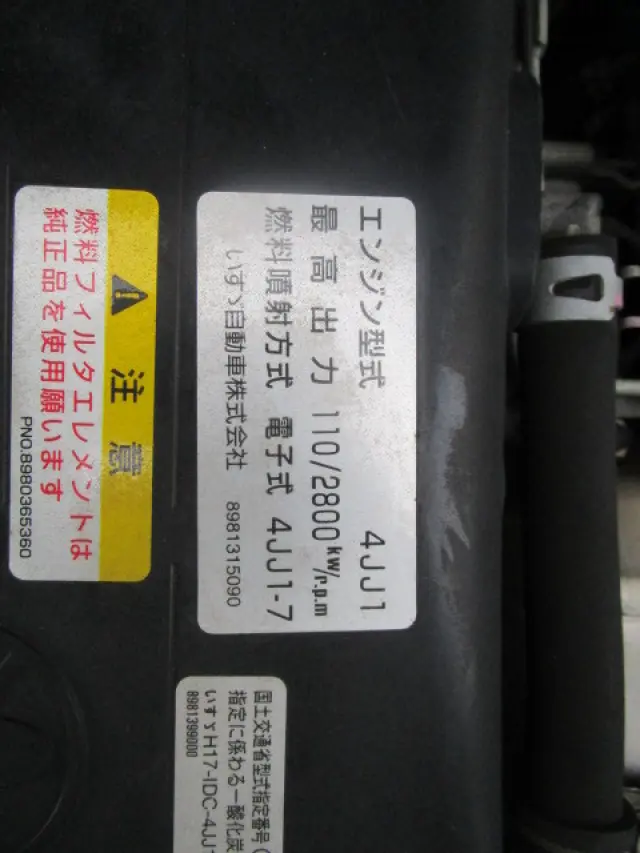 エンジン型式 4JJ1
最高出力 110/2800kW/r.p.m
燃料噴射方式 電子式 4JJ1-7
いすゞ自動車株式会社 8981315090
注意
燃料フィルタエレメントは
純正品を使用願います
PNO.8980365360
国土交通省型式指定番号(
指定に係わる一酸化炭
いすゞH17-IDC-4JJ1
8981399000